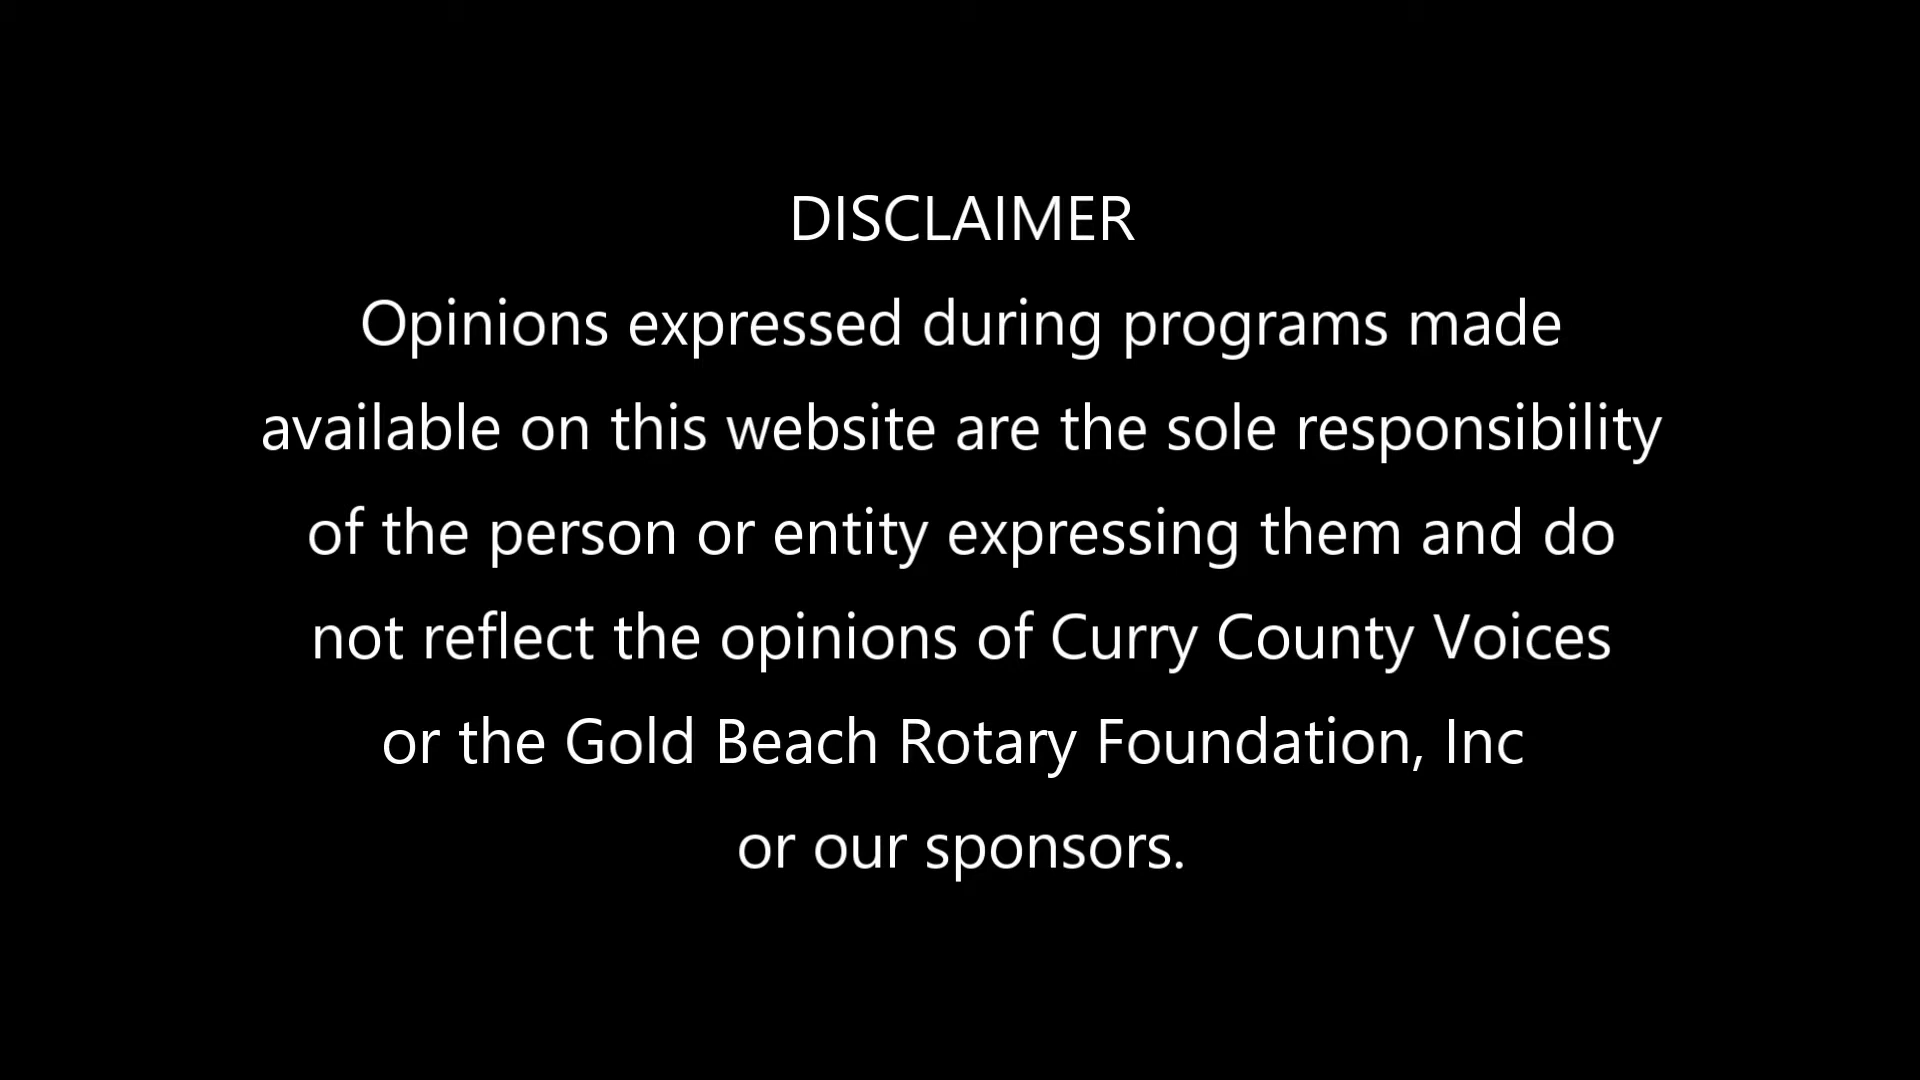 DISCLAIMER
Opinions expressed during programs made
available on this website are the sole responsibility
of the person or entity expressing them and do
not reflect the opinions of Curry County Voices
or the Gold Beach Rotary Foundation, Inc
or our sponsors.